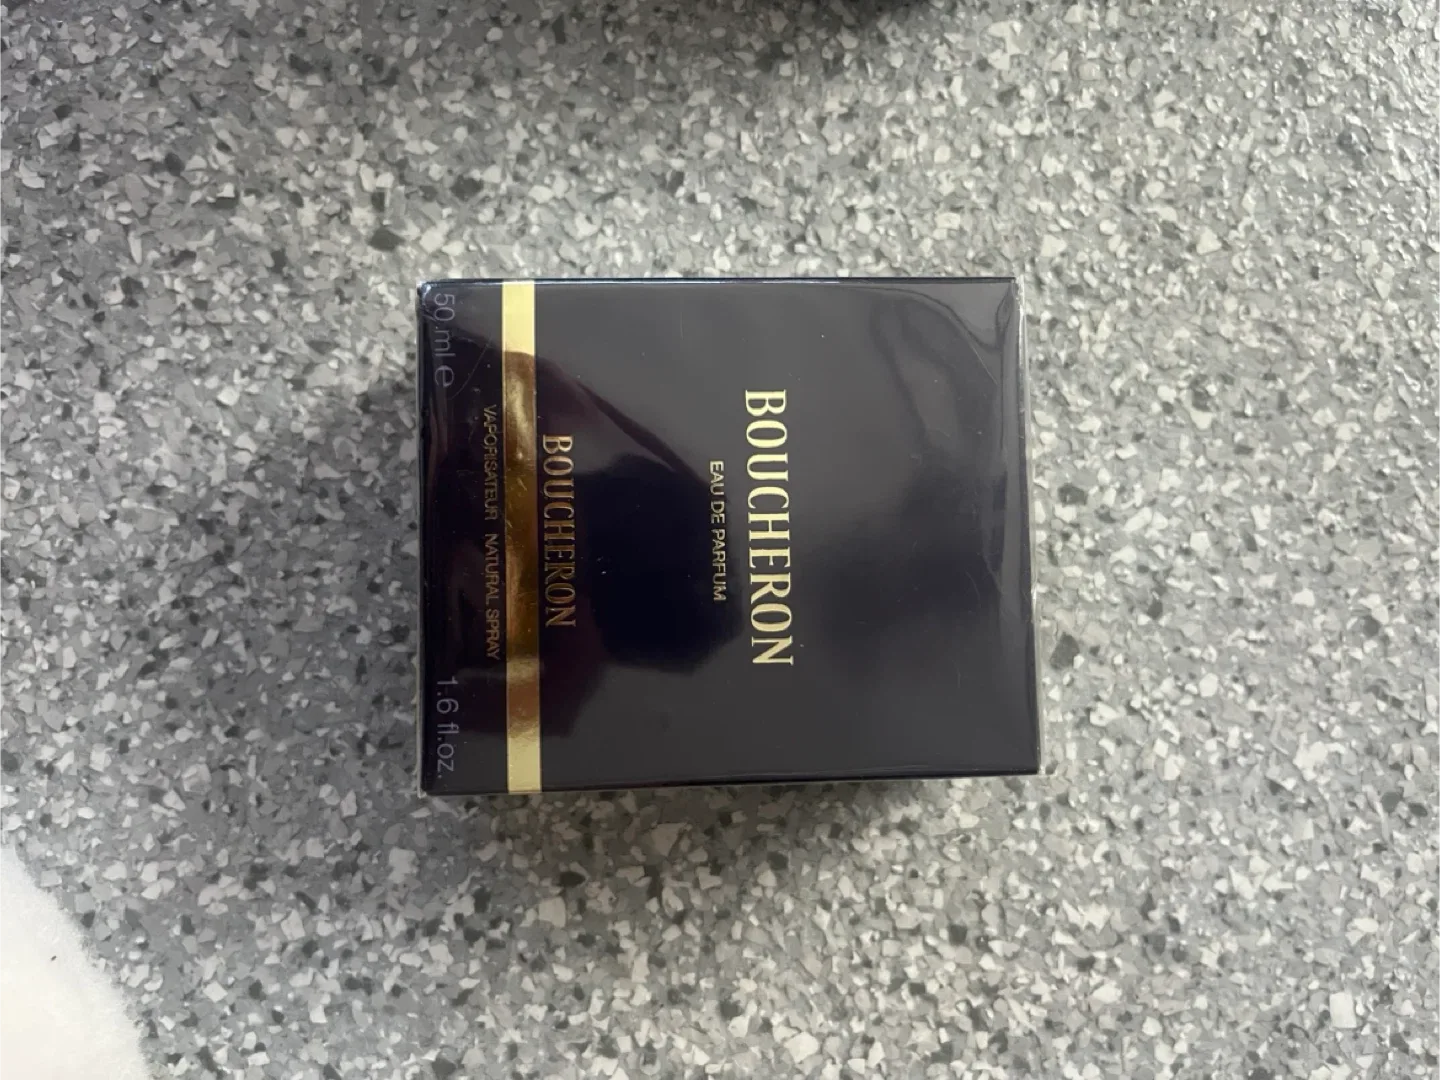 BOUCHERON
EAU DE PARFUM
BOUCHERON
VAPORISATEUR NATURAL SPRAY
50 ml e 1.6 fl.oz.